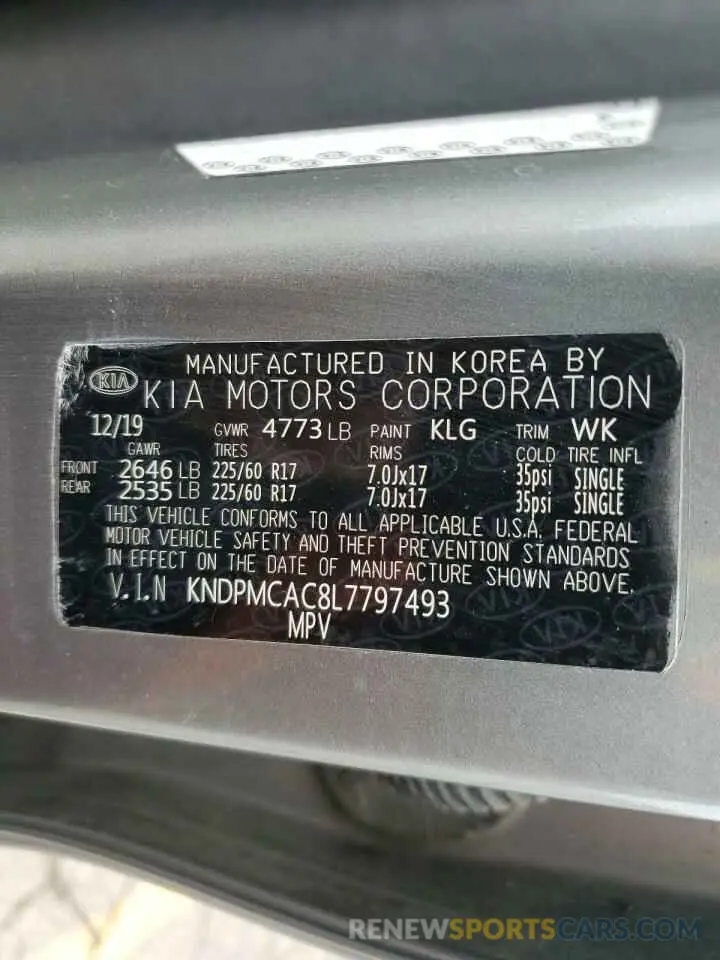 MANUFACTURED IN KOREA BY
KIA KIA MOTORS CORPORATION
12/19 GVWR 4773 LB PAINT KLG TRIM WK
GAWR TIRES RIMS COLD TIRE INFL
FRONT 2646 LB 225/60 R17 7.0Jx17 35psi SINGLE
REAR 2535 LB 225/60 R17 7.0Jx17 35psi SINGLE
THIS VEHICLE CONFORMS TO ALL APPLICABLE U.S.A. FEDERAL
MOTOR VEHICLE SAFETY AND THEFT PREVENTION STANDARDS
IN EFFECT ON THE DATE OF MANUFACTURE SHOWN ABOVE.
V.I.N KNDPMCAC8L7797493
MPV
RENEWSPORTSCARS.COM